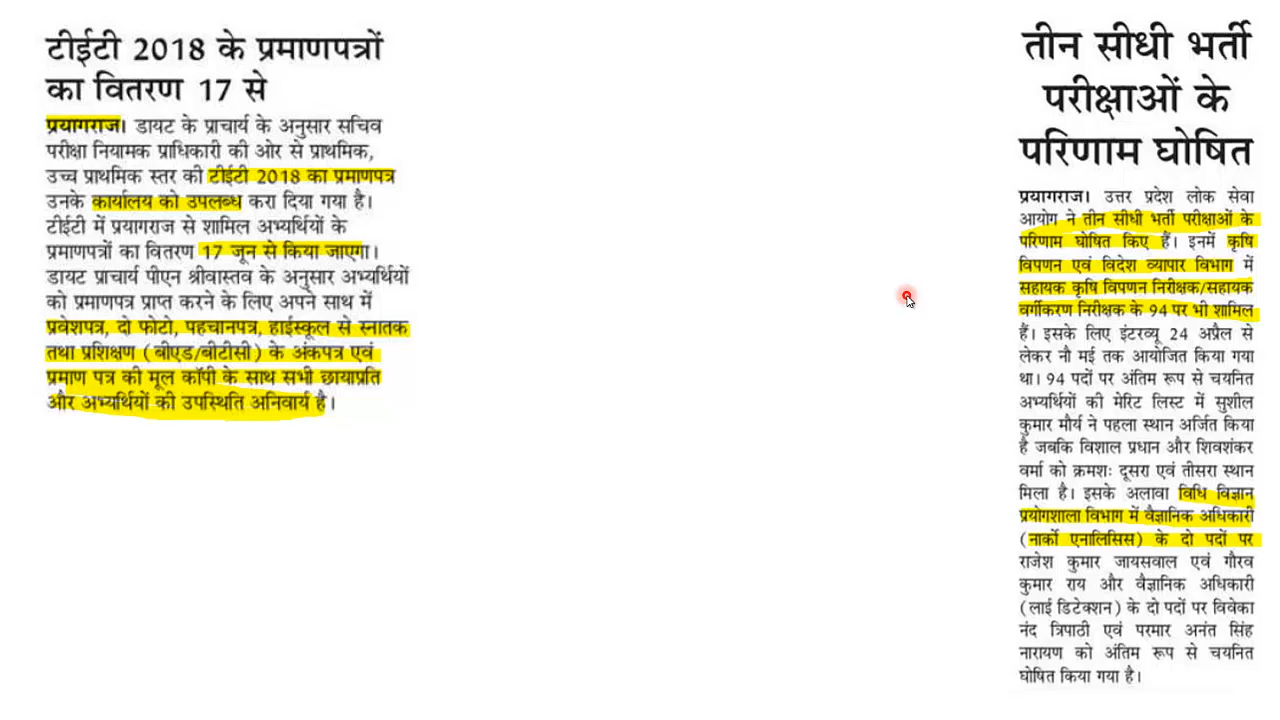 टीईटी 2018 के प्रमाणपत्रों
का वितरण 17 से
प्रयागराज। डायट के प्राचार्य के अनुसार सचिव
परीक्षा नियामक प्राधिकारी की ओर से प्राथमिक,
उच्च प्राथमिक स्तर की टीईटी 2018 का प्रमाणपत्र
उनके कार्यालय को उपलब्ध करा दिया गया है।
टीईटी में प्रयागराज से शामिल अभ्यर्थियों के
प्रमाणपत्रों का वितरण 17 जून से किया जाएगा।
डायट प्राचार्य पीएन श्रीवास्तव के अनुसार अभ्यर्थियों
को प्रमाणपत्र प्राप्त करने के लिए अपने साथ में
प्रवेशपत्र, दो फोटो, पहचानपत्र, हाईस्कूल से स्नातक
तथा प्रशिक्षण (बीएड/बीटीसी) के अंकपत्र एवं
प्रमाण पत्र की मूल कॉपी के साथ सभी छायाप्रति
और अभ्यर्थियों की उपस्थिति अनिवार्य है।
तीन सीधी भर्ती
परीक्षाओं के
परिणाम घोषित
प्रयागराज। उत्तर प्रदेश लोक सेवा
आयोग ने तीन सीधी भर्ती परीक्षाओं के
परिणाम घोषित किए हैं। इनमें कृषि
विपणन एवं विदेश व्यापार विभाग में
सहायक कृषि विपणन निरीक्षक/सहायक
वर्गीकरण निरीक्षक के 94 पर भी शामिल
हैं। इसके लिए इंटरव्यू 24 अप्रैल से
लेकर नौ मई तक आयोजित किया गया
था। 94 पदों पर अंतिम रूप से चयनित
अभ्यर्थियों की मेरिट लिस्ट में सुशील
कुमार मौर्य ने पहला स्थान अर्जित किया
है जबकि विशाल प्रधान और शिवशंकर
वर्मा को क्रमशः दूसरा एवं तीसरा स्थान
मिला है। इसके अलावा विधि विज्ञान
प्रयोगशाला विभाग में वैज्ञानिक अधिकारी
(नार्को एनालिसिस) के दो पदों पर
राजेश कुमार जायसवाल एवं गौरव
कुमार राय और वैज्ञानिक अधिकारी
(लाई डिटेक्शन) के दो पदों पर विवेका
नंद त्रिपाठी एवं परमार अनंत सिंह
नारायण को अंतिम रूप से चयनित
घोषित किया गया है।